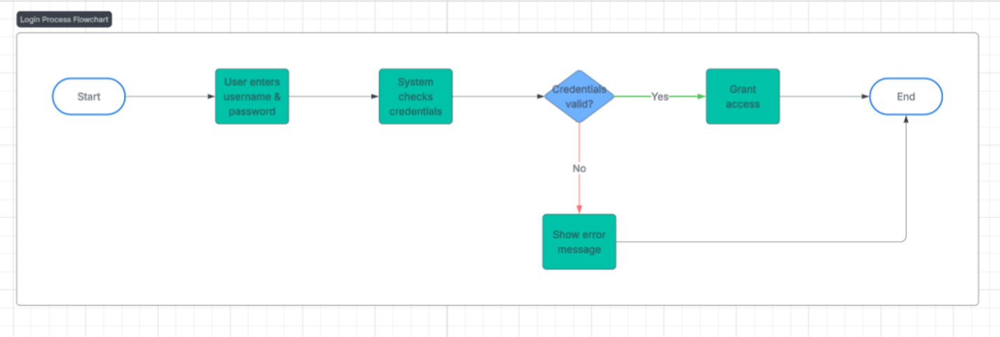 Login Process Flowchart
Start
User enters
username &
password
System
checks
credentials
Credentials
valid?
Yes
Grant
access
End
No
Show error
message